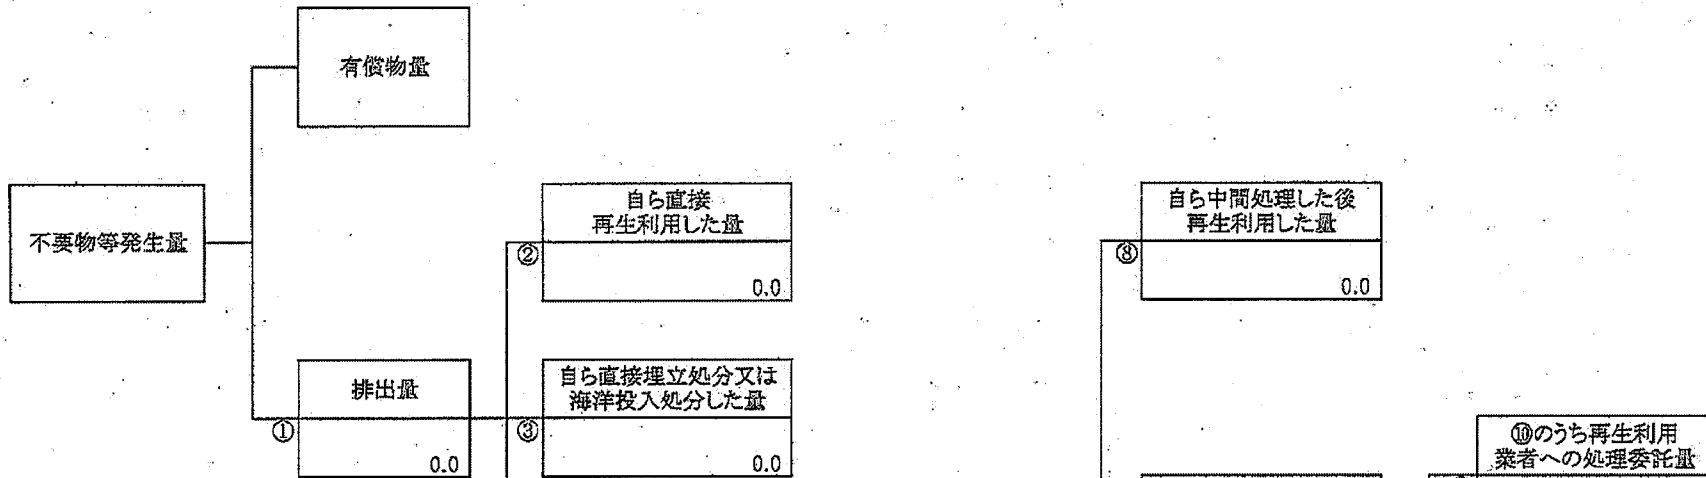 有償物量
不要物等発生量
自ら直接
再生利用した量
②
0.0
自ら中間処理した後
再生利用した量
⑧
0.0
排出量
①
0.0
自ら直接埋立処分又は
海洋投入処分した量
③
0.0
⑩のうち再生利用
業者への処理委託量